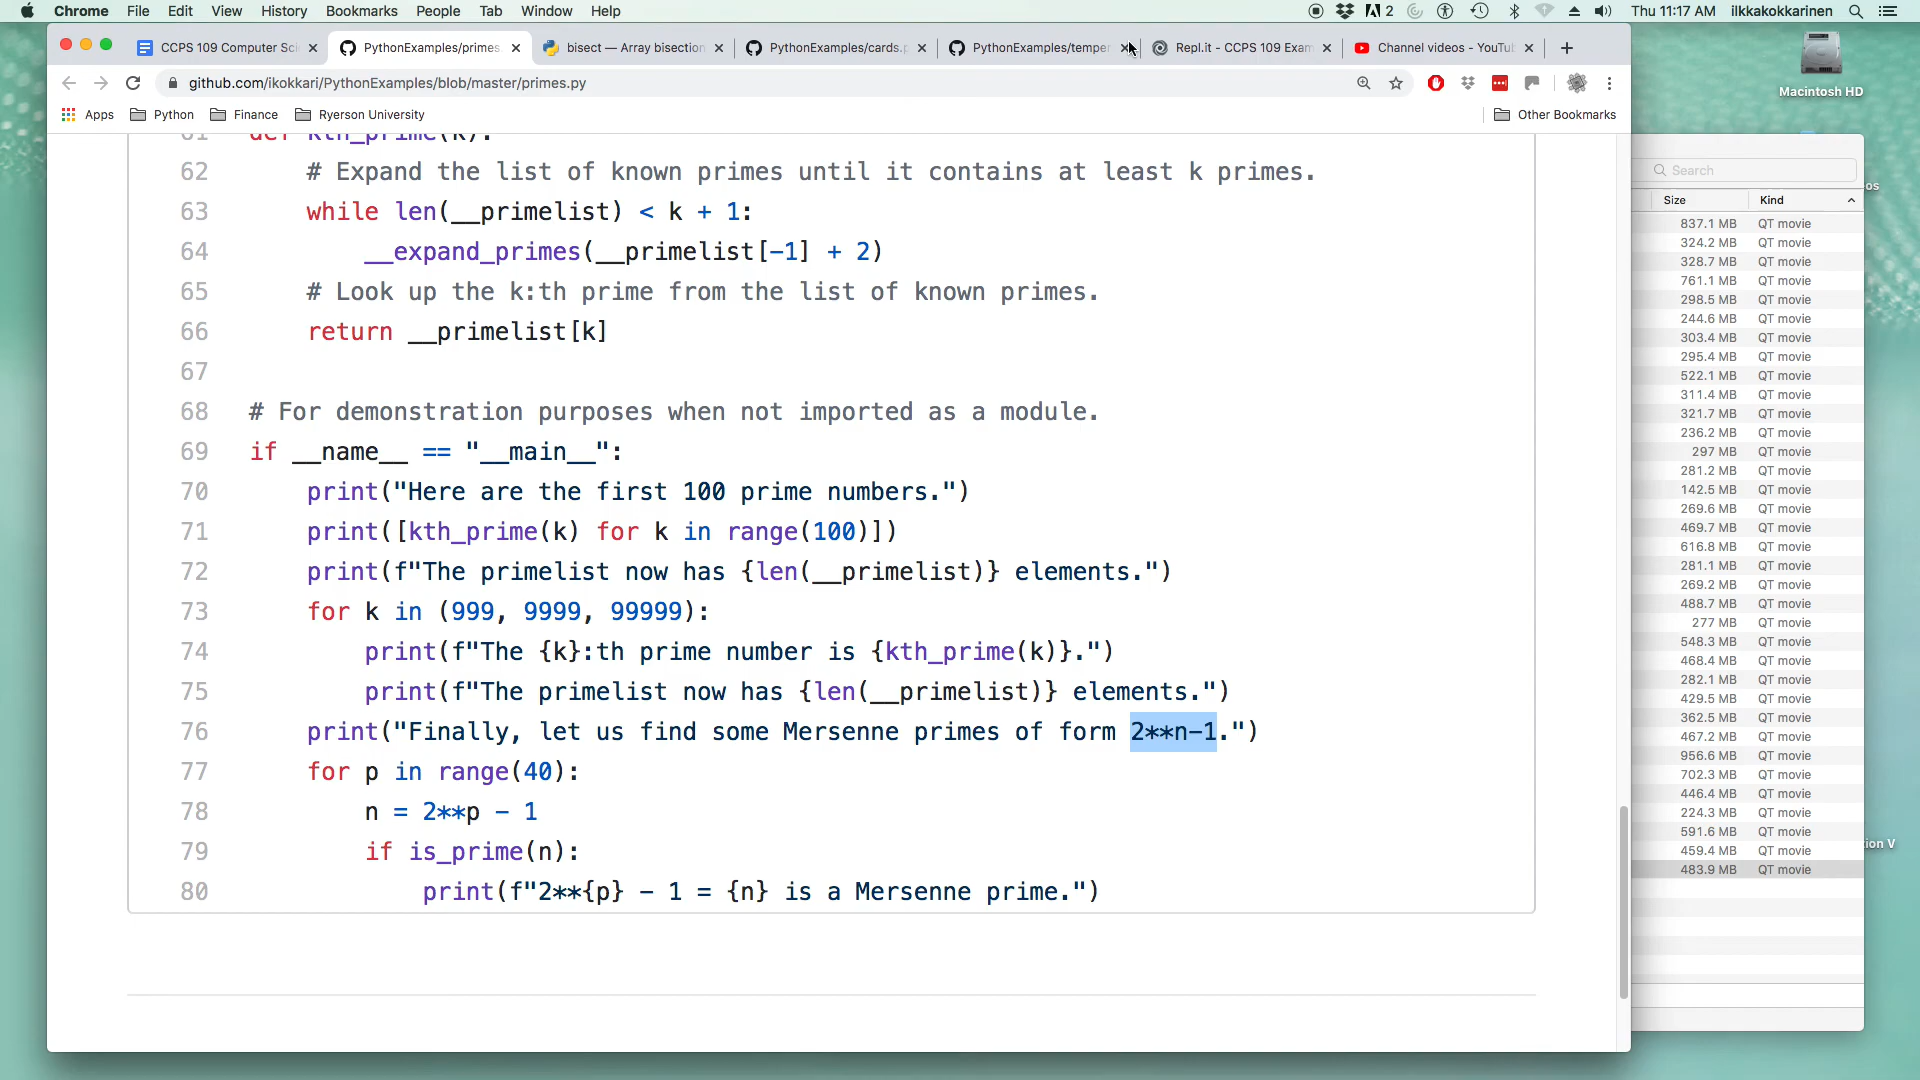 Chrome File Edit View History Bookmarks People Tab Window Help 2 Thu 11:17 AM ilkkakokkarinen
CCPS 109 Computer Sci PythonExamples/primes. bisect — Array bisection PythonExamples/cards.p PythonExamples/temper Repl.it - CCPS 109 Exam Channel videos - YouTu
github.com/ikokkari/PythonExamples/blob/master/primes.py
Apps Python Finance Ryerson University Other Bookmarks
Macintosh HD
61 def kth_prime(k):
62 # Expand the list of known primes until it contains at least k primes.
63 while len(__primelist) < k + 1:
64 __expand_primes(__primelist[-1] + 2)
65 # Look up the k:th prime from the list of known primes.
66 return __primelist[k]
67
68 # For demonstration purposes when not imported as a module.
69 if __name__ == "__main__":
70 print("Here are the first 100 prime numbers.")
71 print([kth_prime(k) for k in range(100)])
72 print(f"The primelist now has {len(__primelist)} elements.")
73 for k in (999, 9999, 99999):
74 print(f"The {k}:th prime number is {kth_prime(k)}.")
75 print(f"The primelist now has {len(__primelist)} elements.")
76 print("Finally, let us find some Mersenne primes of form 2**n-1.")
77 for p in range(40):
78 n = 2**p - 1
79 if is_prime(n):
80 print(f"2**{p} - 1 = {n} is a Mersenne prime.")
Search
os
Size Kind
837.1 MB QT movie
324.2 MB QT movie
328.7 MB QT movie
761.1 MB QT movie
298.5 MB QT movie
244.6 MB QT movie
303.4 MB QT movie
295.4 MB QT movie
522.1 MB QT movie
311.4 MB QT movie
321.7 MB QT movie
236.2 MB QT movie
297 MB QT movie
281.2 MB QT movie
142.5 MB QT movie
269.6 MB QT movie
469.7 MB QT movie
616.8 MB QT movie
281.1 MB QT movie
269.2 MB QT movie
488.7 MB QT movie
277 MB QT movie
548.3 MB QT movie
468.4 MB QT movie
282.1 MB QT movie
429.5 MB QT movie
362.5 MB QT movie
467.2 MB QT movie
956.6 MB QT movie
702.3 MB QT movie
446.4 MB QT movie
224.3 MB QT movie
591.6 MB QT movie
459.4 MB QT movie
483.9 MB QT movie
ion V